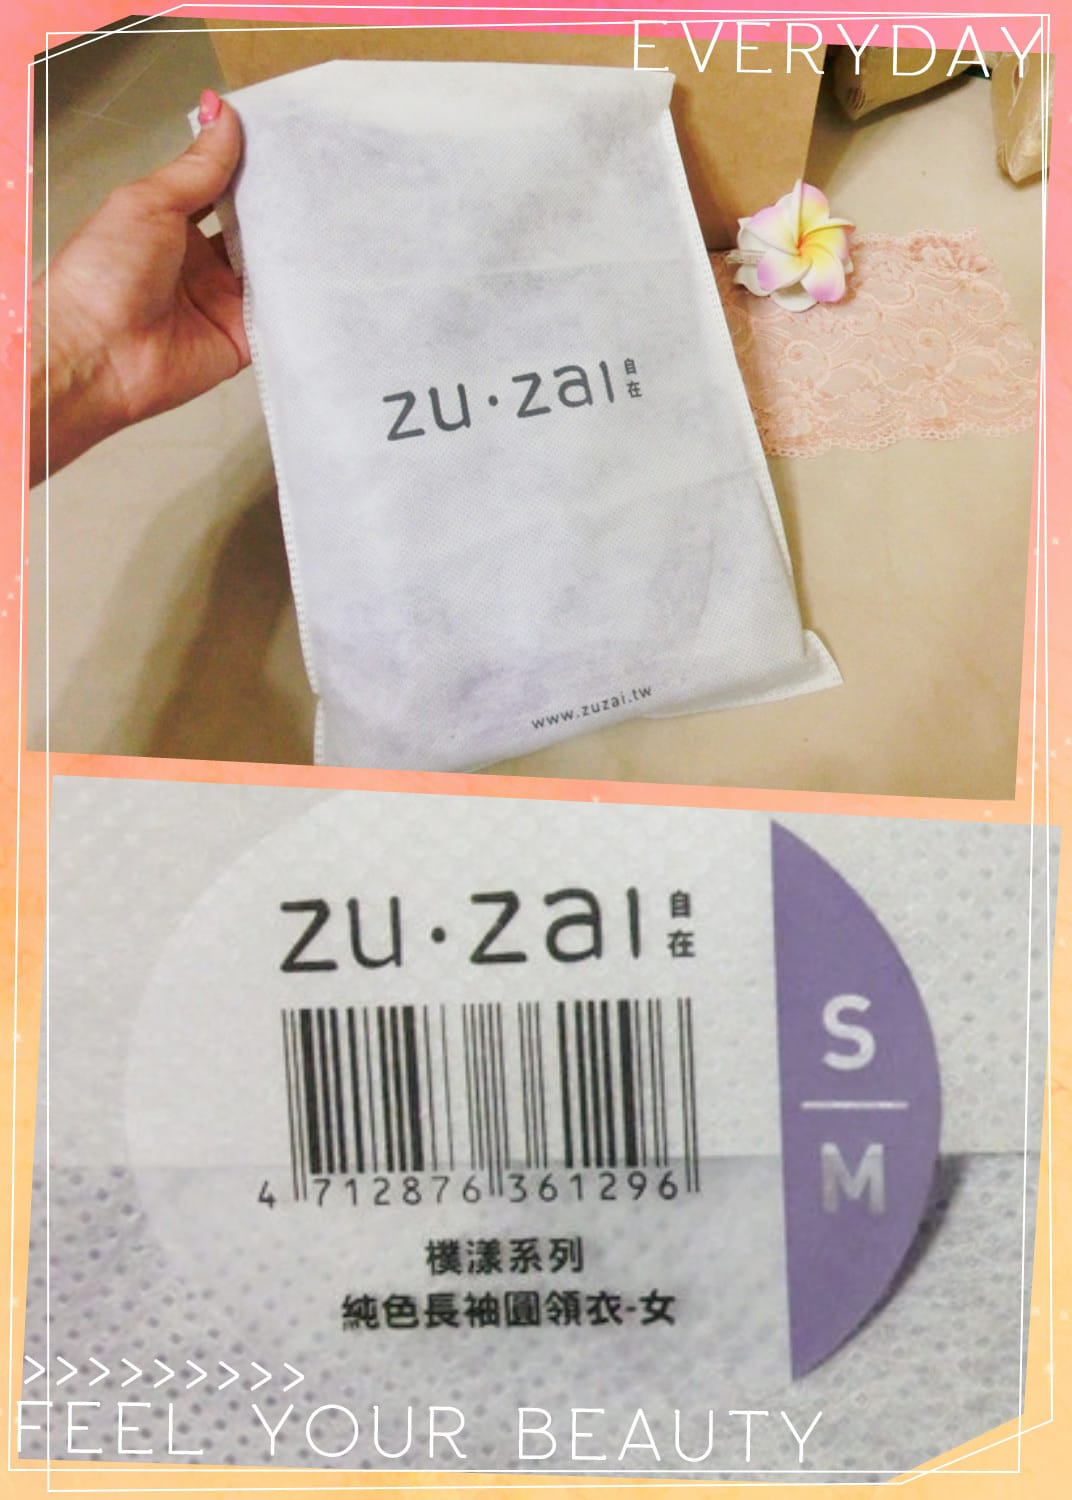 EVERYDAY
zu·zai 自在
www.zuzai.tw
zu·zai 自在
S
M
4 712876 361296
樸漾系列
純色長袖圓領衣-女
>>>>>>>>>
FEEL YOUR BEAUTY